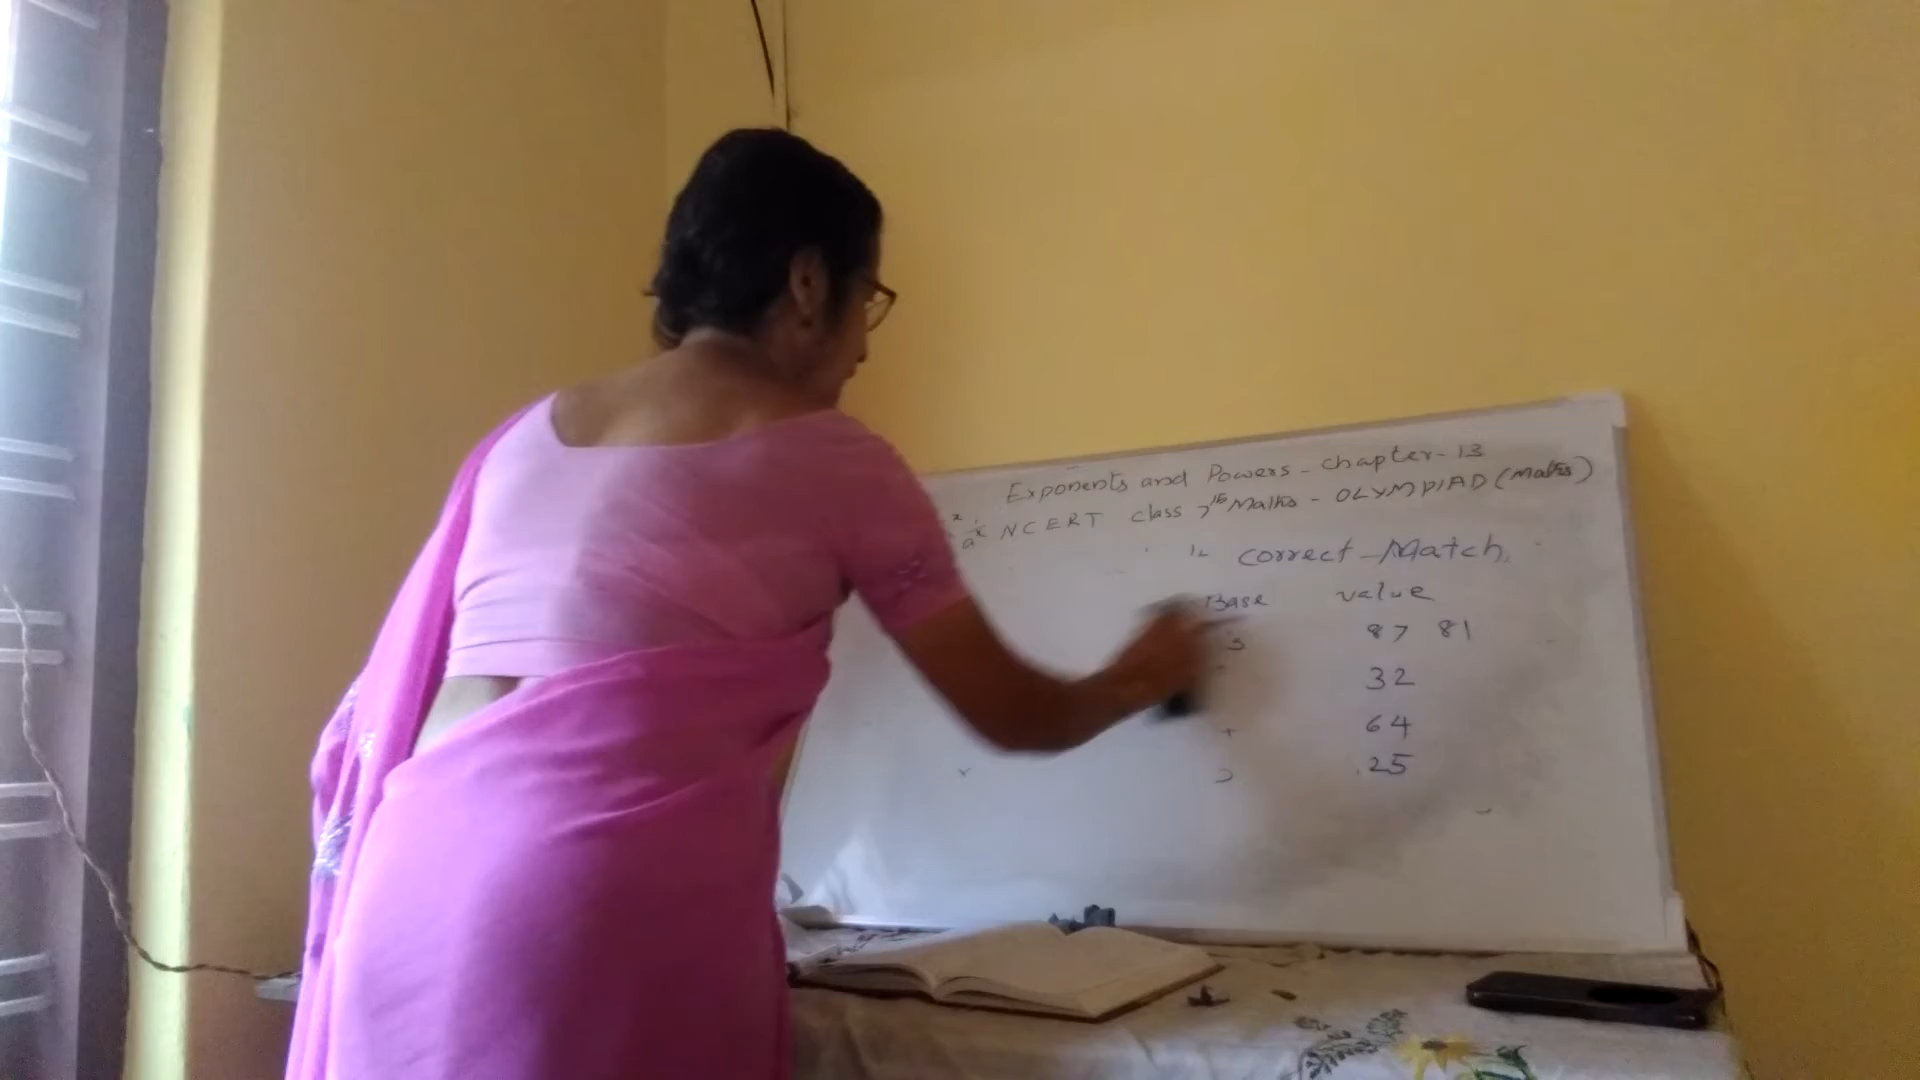 Exponents and Powers - chapter - 13
NCERT class 7th Maths - OLYMPIAD (Maths)
Correct - Match
Base value
3 87 81
32
64
25